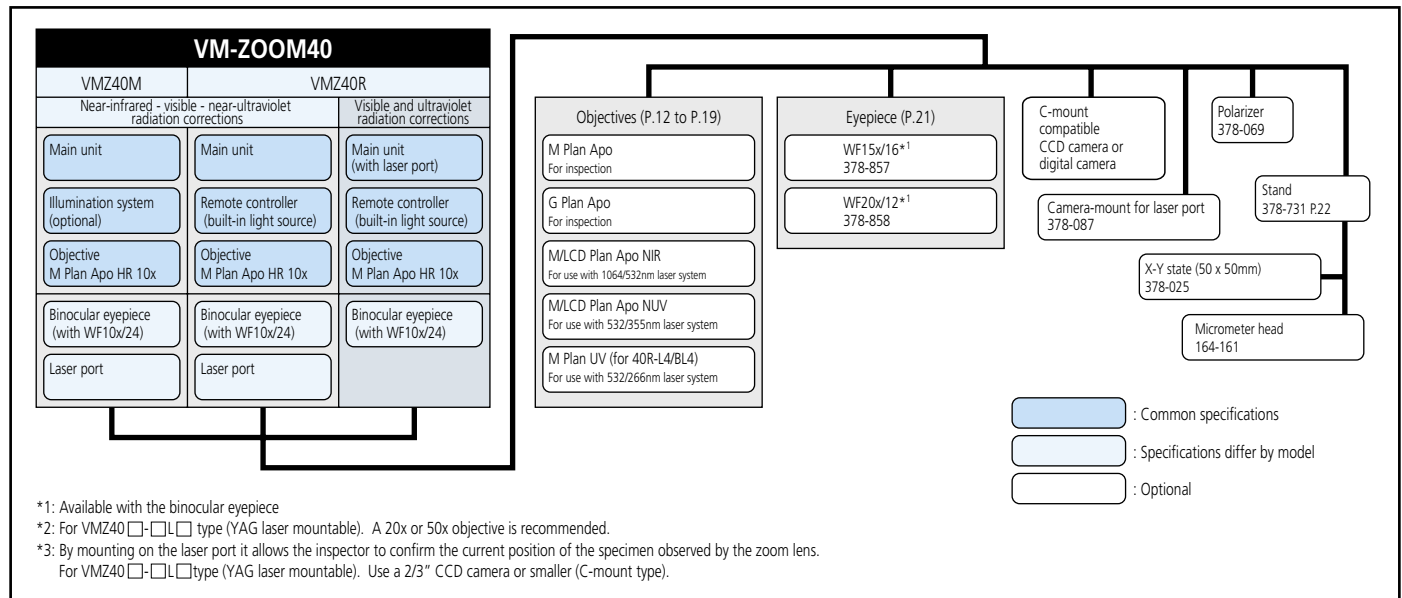 VM-ZOOM40
VMZ40M
VMZ40R
Near-infrared - visible - near-ultraviolet
radiation corrections
Visible and ultraviolet
radiation corrections
Main unit
Illumination system
(optional)
Objective
M Plan Apo HR 10x
Binocular eyepiece
(with WF10x/24)
Laser port
Main unit
Remote controller
(built-in light source)
Objective
M Plan Apo HR 10x
Binocular eyepiece
(with WF10x/24)
Laser port
Main unit
(with laser port)
Remote controller
(built-in light source)
Objective
M Plan Apo HR 10x
Binocular eyepiece
(with WF10x/24)
Objectives (P.12 to P.19)
M Plan Apo
For inspection
G Plan Apo
For inspection
M/LCD Plan Apo NIR
For use with 1064/532nm laser system
M/LCD Plan Apo NUV
For use with 532/355nm laser system
M Plan UV (for 40R-L4/BL4)
For use with 532/266nm laser system
Eyepiece (P.21)
WF15x/16*1
378-857
WF20x/12*1
378-858
C-mount
compatible
CCD camera or
digital camera
Camera-mount for laser port
378-087
Polarizer
378-069
Stand
378-731 P.22
X-Y state (50 x 50mm)
378-025
Micrometer head
164-161
: Common specifications
: Specifications differ by model
: Optional
*1: Available with the binocular eyepiece
*2: For VMZ40□-□L□ type (YAG laser mountable). A 20x or 50x objective is recommended.
*3: By mounting on the laser port it allows the inspector to confirm the current position of the specimen observed by the zoom lens.
For VMZ40□-□L□type (YAG laser mountable). Use a 2/3” CCD camera or smaller (C-mount type).